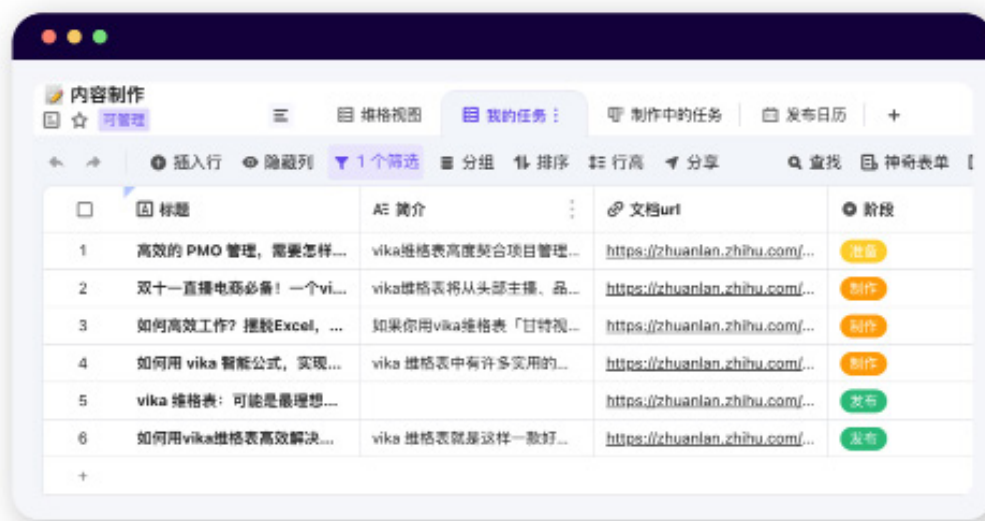 内容制作
可管理
维格视图 我的任务 制作中的任务 发布日历 +
插入行 隐藏列 1 个筛选 分组 排序 行高 分享 查找 神奇表单
标题 简介 文档url 阶段
1 高效的 PMO 管理，需要怎样... vika维格表高度契合项目管理... https://zhuanlan.zhihu.com/... 准备
2 双十一直播电商必备！一个vi... vika维格表将从头部主播、品... https://zhuanlan.zhihu.com/... 制作
3 如何高效工作？摆脱Excel，... 如果你用vika维格表「甘特视... https://zhuanlan.zhihu.com/... 制作
4 如何用 vika 智能公式，实现... vika 维格表中有许多实用的... https://zhuanlan.zhihu.com/... 制作
5 vika 维格表：可能是最理想... https://zhuanlan.zhihu.com/... 发布
6 如何用vika维格表高效解决... vika 维格表就是这样一款好... https://zhuanlan.zhihu.com/... 发布
+